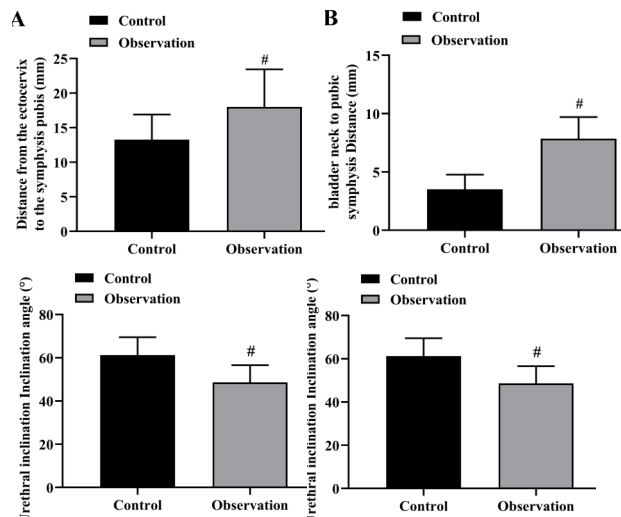 A
Control
Observation
Distance from the ectocervix
to the symphysis pubis (mm)
25
20
15
10
5
0
#
Control
Observation
B
Control
Observation
bladder neck to pubic
symphysis Distance (mm)
15
10
5
0
#
Control
Observation
Control
Observation
Urethral inclination Inclination angle (°)
80
60
40
20
0
#
Control
Observation
Control
Observation
Urethral inclination Inclination angle (°)
80
60
40
20
0
#
Control
Observation